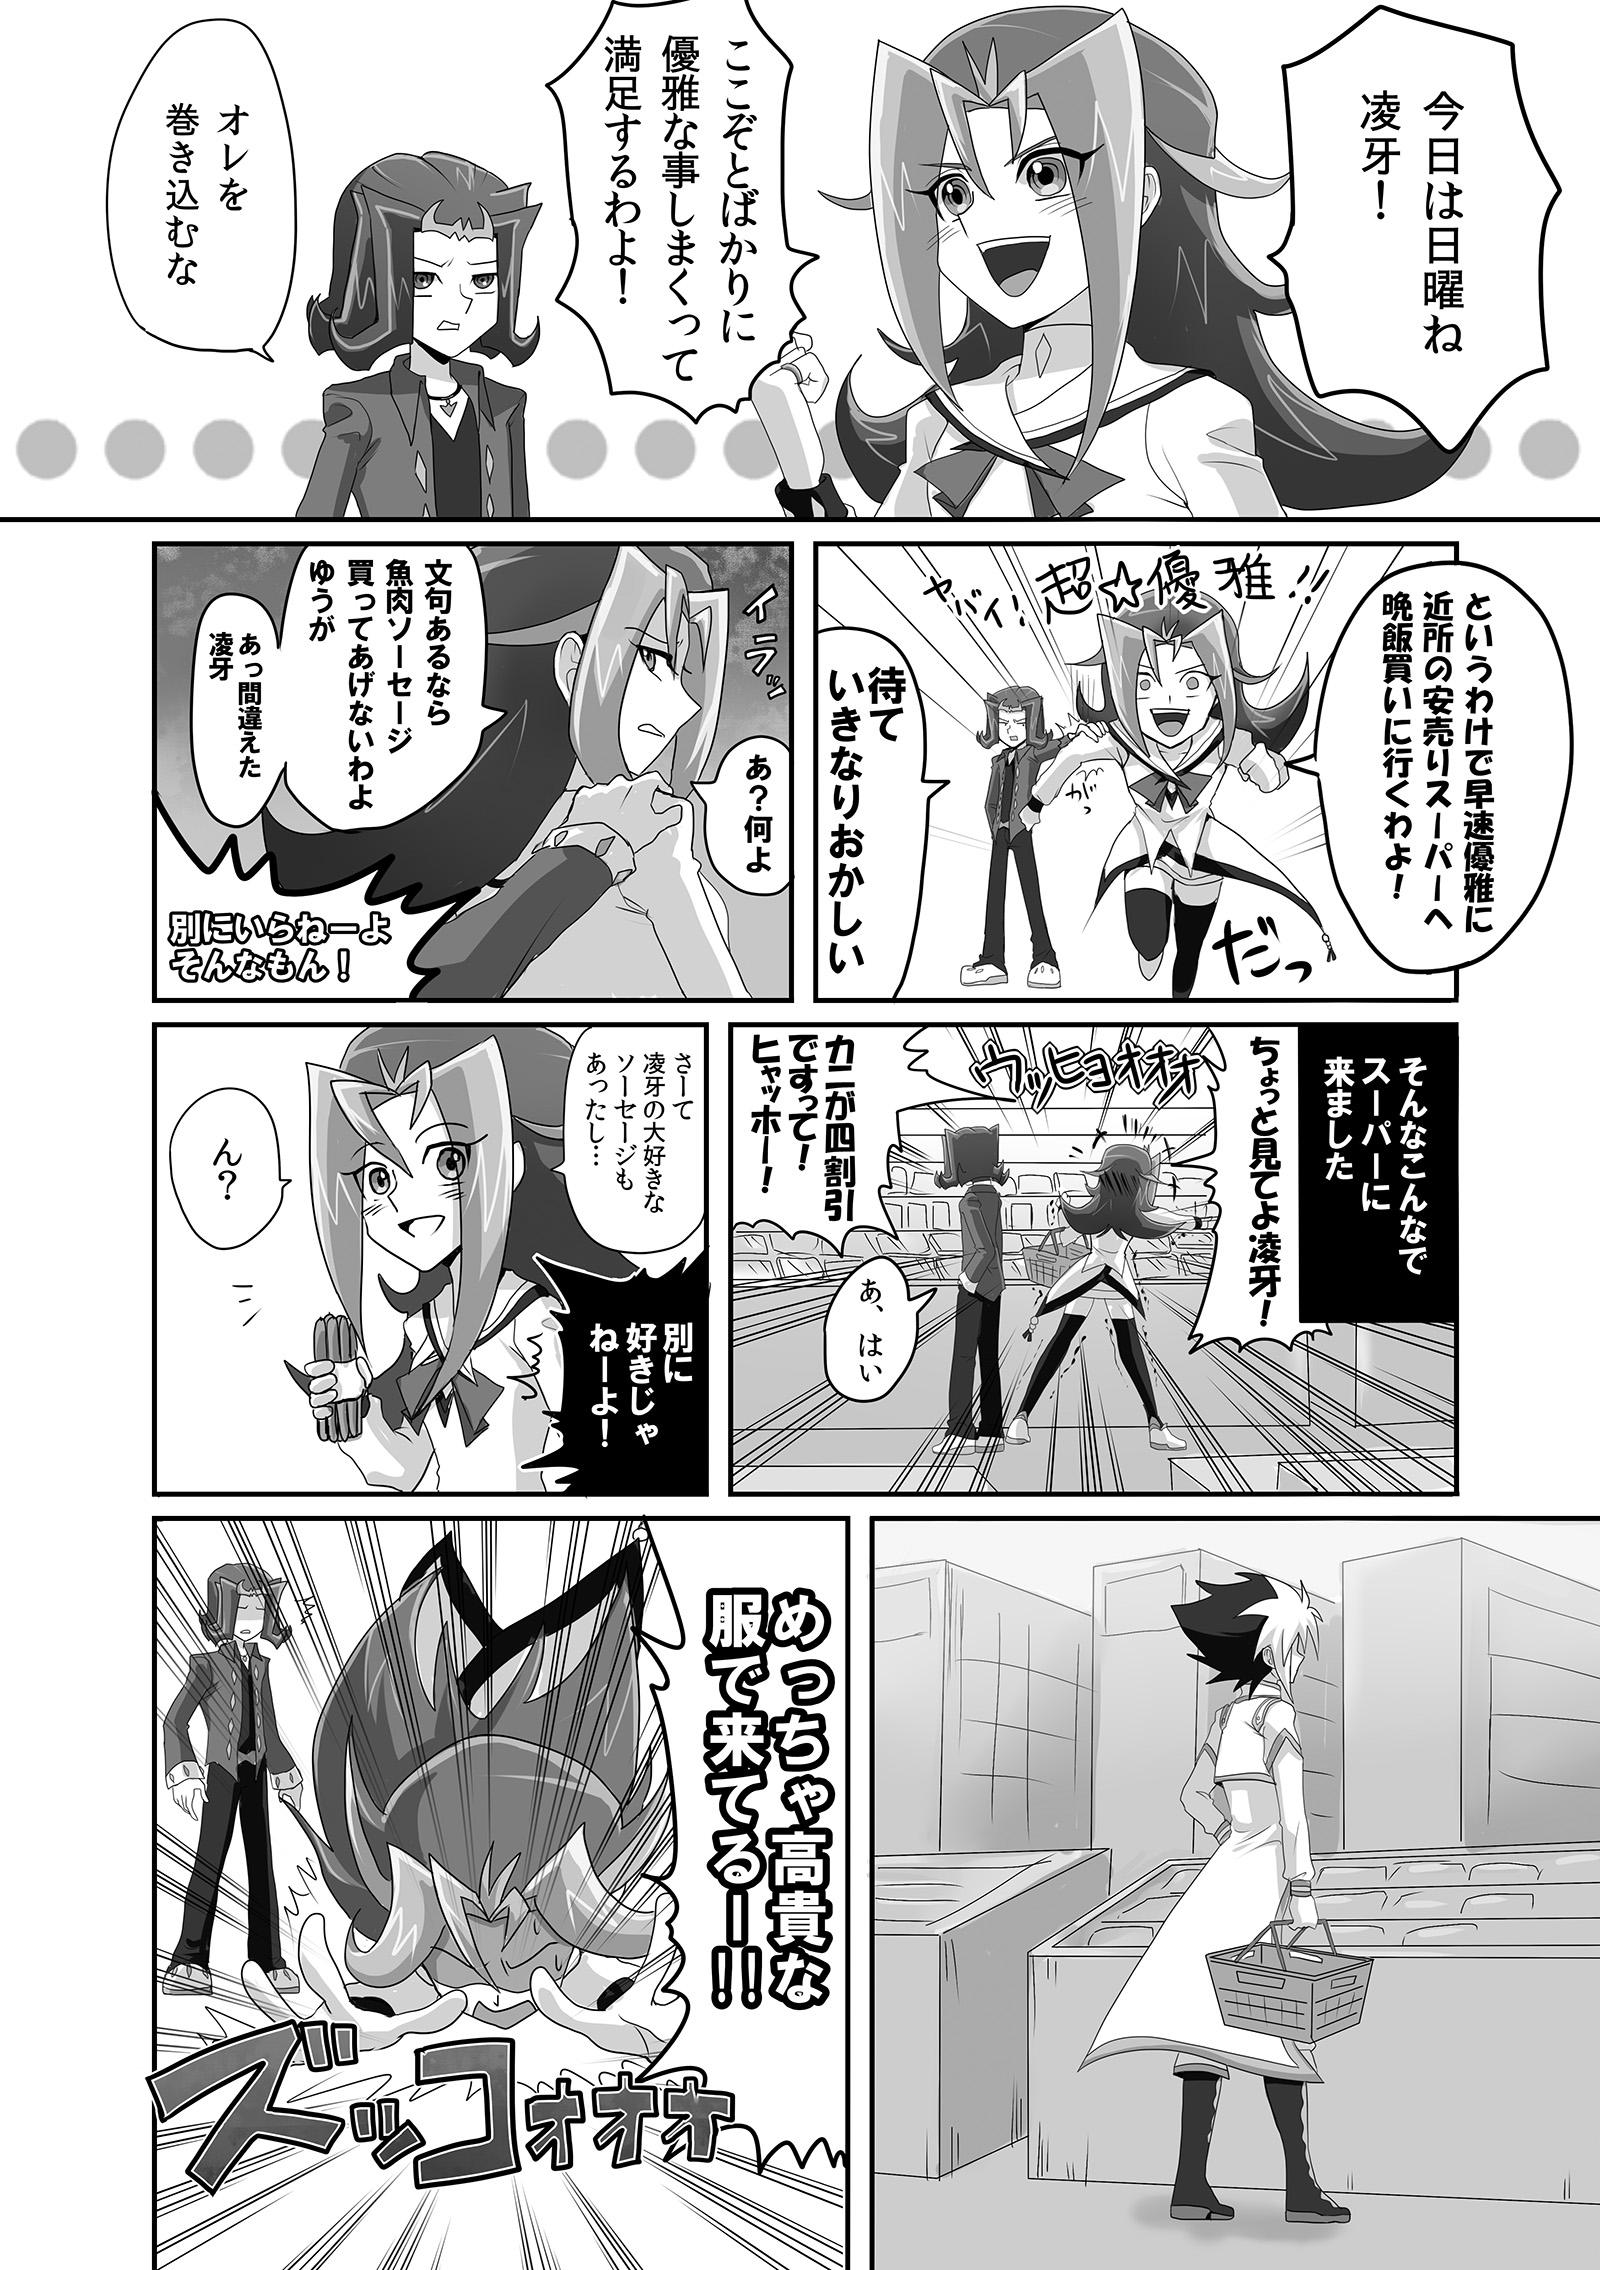 今日は日曜ね
凌牙！
ここぞとばかりに
優雅な事しまくって
満足するわよ！
オレを
巻き込むな
というわけで早速優雅に
近所の安売りスーパーへ
晩飯買いに行くわよ！
超☆優雅!!
ヤバイ！
ガっ
だっ
待て
いきなりおかしい
イラッ
あ？何よ
文句あるなら
魚肉ソーセージ
買ってあげないわよ
ゆうが
あっ間違えた
凌牙
別にいらねーよ
そんなもん！
そんなこんなで
スーパーに
来ました
ちょっと見てよ凌牙！
ウッヒョオオォ
カニが四割引
ですって！
ヒャッホー！
あ、はい
さーて
凌牙の大好きな
ソーセージも
あったし…
別に
好きじゃ
ねーよ！
ん？
めっちゃ高貴な
服で来てるー!!
ズッコォオオォ